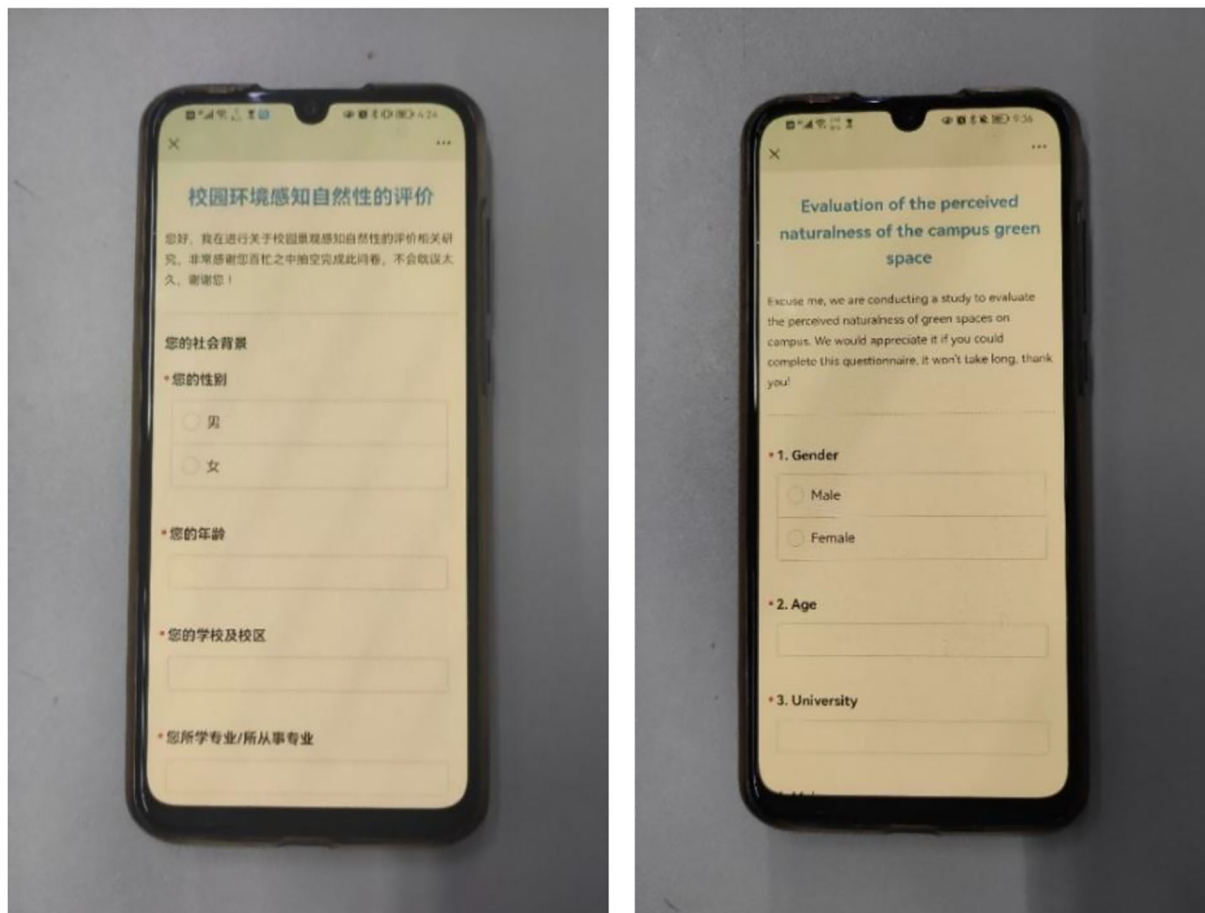 4:24
校园环境感知自然性的评价
您好，我在进行关于校园景观感知自然性的评价相关研
究，非常感谢您百忙之中抽空完成此问卷，不会耽误太
久，谢谢您！
您的社会背景
*您的性别
男
女
*您的年龄
*您的学校及校区
*您所学专业/所从事专业
9:36
Evaluation of the perceived
naturalness of the campus green
space
Excuse me, we are conducting a study to evaluate
the perceived naturalness of green spaces on
campus. We would appreciate it if you could
complete this questionnaire, it won't take long, thank
you!
*1. Gender
Male
Female
*2. Age
*3. University